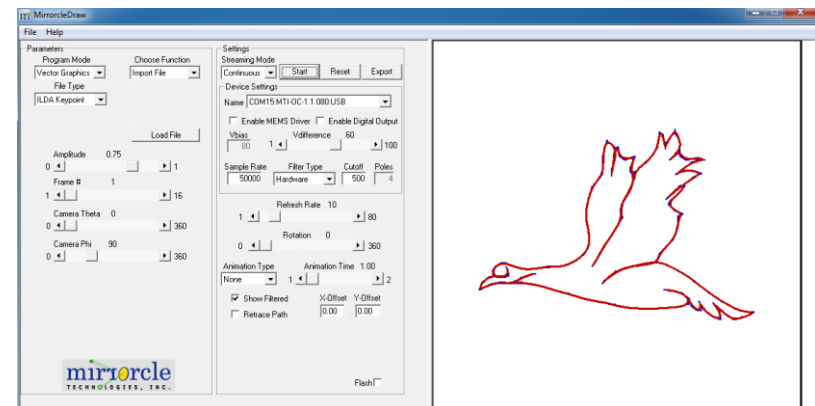 MirrorcleDraw
File Help
Parameters
Program Mode Choose Function
Vector Graphics Import File
File Type
ILDA Keypoint
Load File
Amplitude 0.75
0 1
Frame # 1
1 16
Camera Theta 0
0 360
Camera Phi 90
0 360
mirrorcle
TECHNOLOGIES, INC.
Settings
Streaming Mode
Continuous Start Reset Export
Device Settings
Name COM15:MTI-OC-1.1.080:USB
Enable MEMS Driver Enable Digital Output
Vbias Vdifference 60
80 1 100
Sample Rate Filter Type Cutoff Poles
50000 Hardware 500 4
Refresh Rate 10
1 80
Rotation 0
0 360
Animation Type Animation Time 1.00
None 1 2
Show Filtered X-Offset Y-Offset
Retrace Path 0.00 0.00
Flash